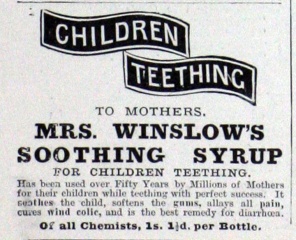 CHILDREN
TEETHING
TO MOTHERS.
MRS. WINSLOW'S
SOOTHING SYRUP
FOR CHILDREN TEETHING.
Has been used over Fifty Years by Millions of Mothers
for their children while teething with perfect success. It
soothes the child, softens the gums, allays all pain,
cures wind colic, and is the best remedy for diarrhœa.
Of all Chemists, 1s. 1½d. per Bottle.